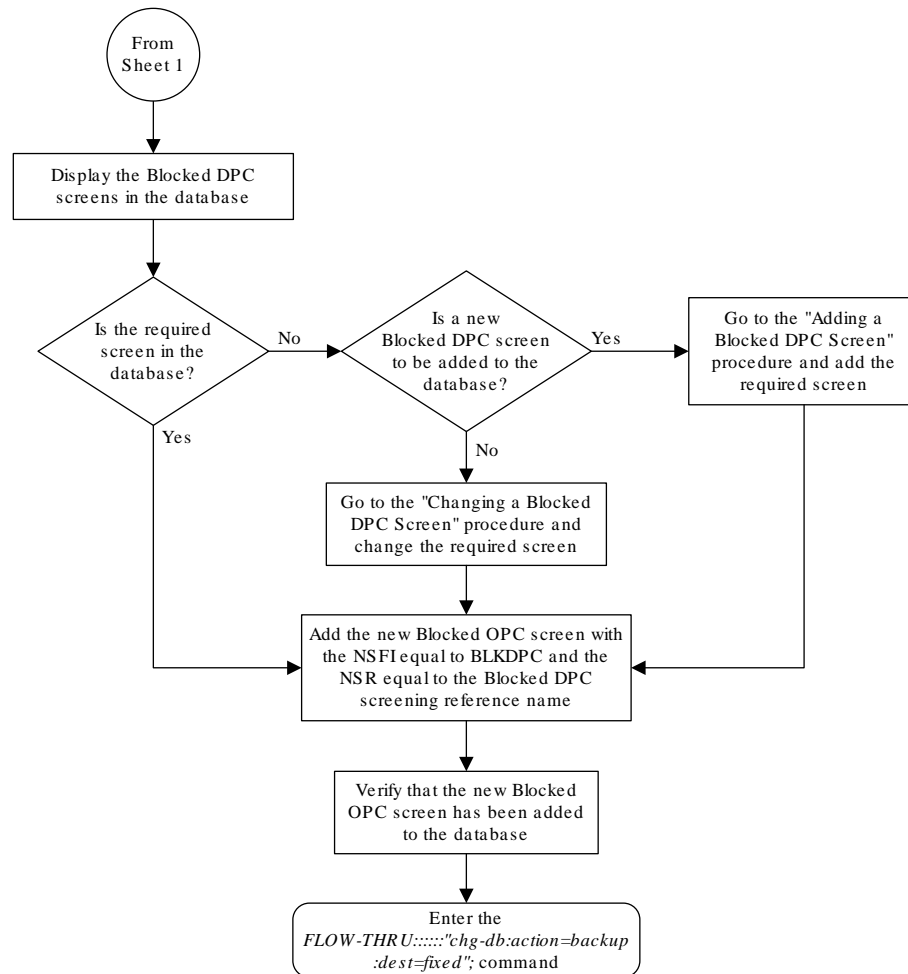 From
Sheet 1
Display the Blocked DPC
screens in the database
Is the required
screen in the
database?
No
Yes
Is a new
Blocked DPC screen
to be added to the
database?
Yes
No
Go to the "Adding a
Blocked DPC Screen"
procedure and add the
required screen
Go to the "Changing a Blocked
DPC Screen" procedure and
change the required screen
Add the new Blocked OPC screen with
the NSFI equal to BLKDPC and the
NSR equal to the Blocked DPC
screening reference name
Verify that the new Blocked
OPC screen has been added
to the database
Enter the
FLOW-THRU::::::"chg-db:action=backup
:dest=fixed"; command